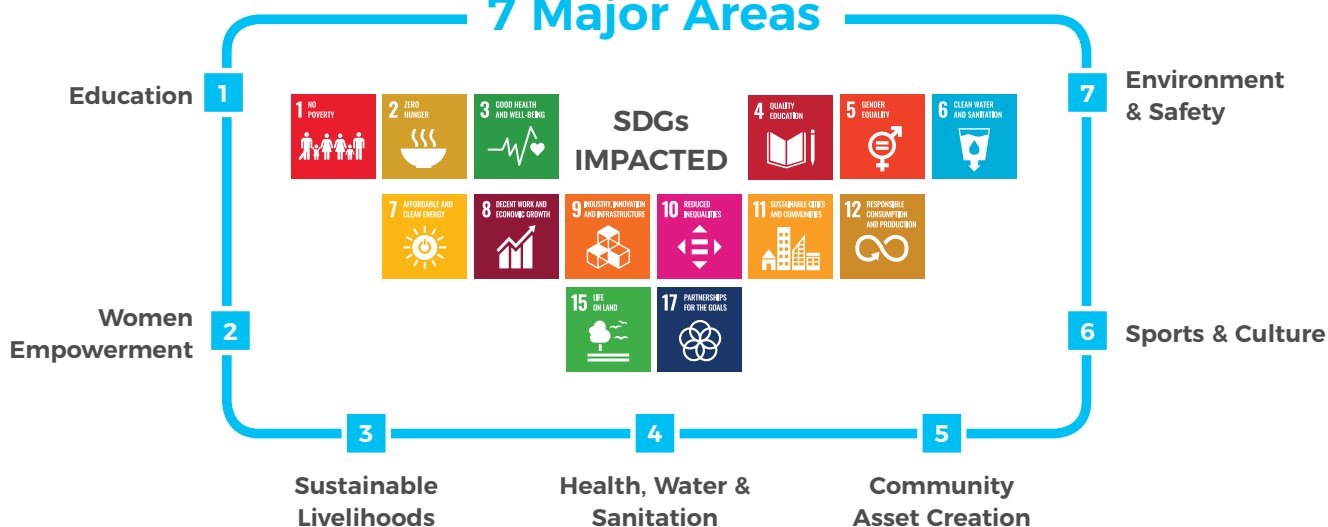 7 Major Areas
Education
1
Women
Empowerment
2
3
Sustainable
Livelihoods
4
Health, Water &
Sanitation
5
Community
Asset Creation
6
Sports & Culture
7
Environment
& Safety
SDGs
IMPACTED
1 NO
POVERTY
2 ZERO
HUNGER
3 GOOD HEALTH
AND WELL-BEING
4 QUALITY
EDUCATION
5 GENDER
EQUALITY
6 CLEAN WATER
AND SANITATION
7 AFFORDABLE AND
CLEAN ENERGY
8 DECENT WORK AND
ECONOMIC GROWTH
9 INDUSTRY, INNOVATION
AND INFRASTRUCTURE
10 REDUCED
INEQUALITIES
11 SUSTAINABLE CITIES
AND COMMUNITIES
12 RESPONSIBLE
CONSUMPTION
AND PRODUCTION
15 LIFE
ON LAND
17 PARTNERSHIPS
FOR THE GOALS